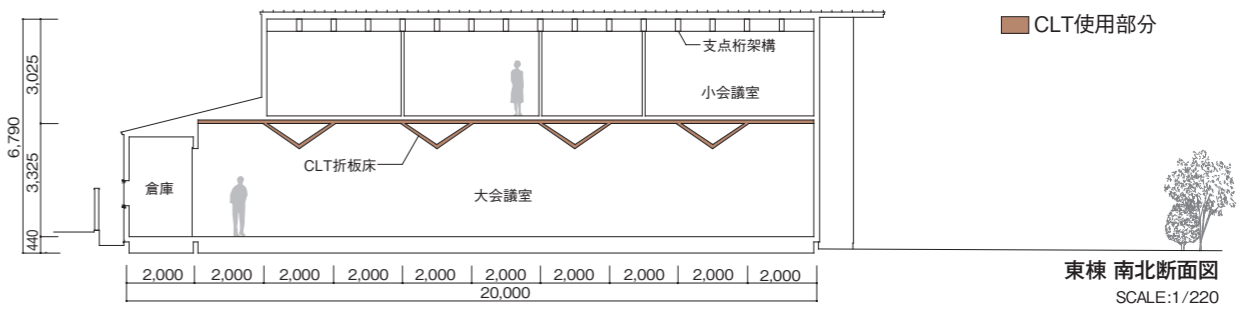 CLT使用部分
支点桁架構
小会議室
3,025
6,790
3,325
440
CLT折板床
倉庫
大会議室
2,000 2,000 2,000 2,000 2,000 2,000 2,000 2,000 2,000 2,000
20,000
東棟 南北断面図
SCALE:1/220